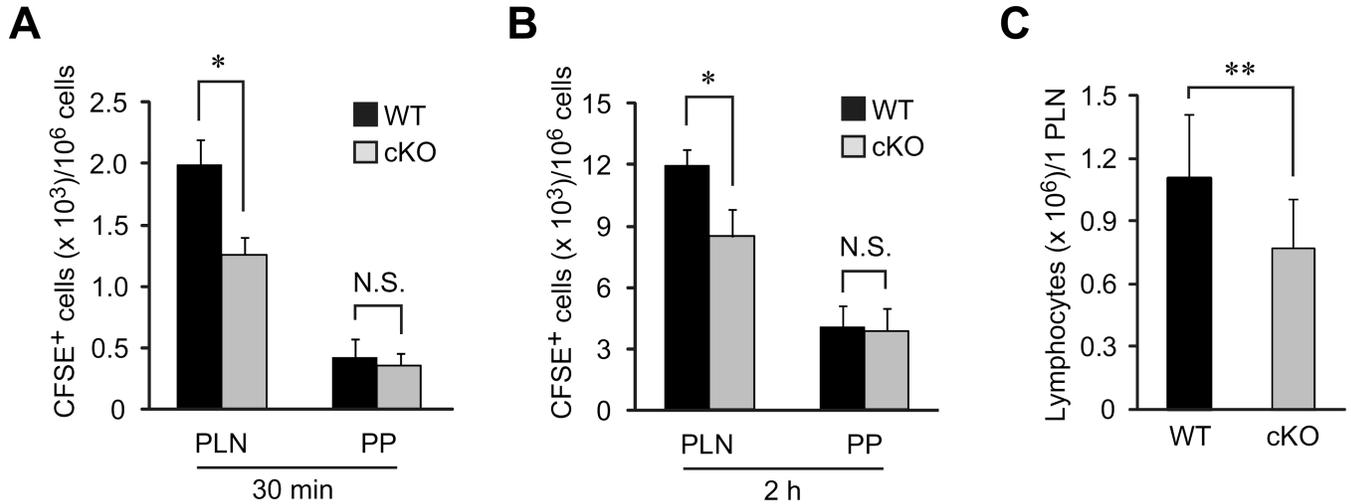 A
CFSE+ cells (x 10³)/10⁶ cells
2.5
2.0
1.5
1.0
0.5
0
*
N.S.
WT
cKO
PLN
PP
30 min
B
CFSE+ cells (x 10³)/10⁶ cells
15
12
9
6
3
0
*
N.S.
WT
cKO
PLN
PP
2 h
C
Lymphocytes (x 10⁶)/1 PLN
1.5
1.2
0.9
0.6
0.3
0
**
WT
cKO